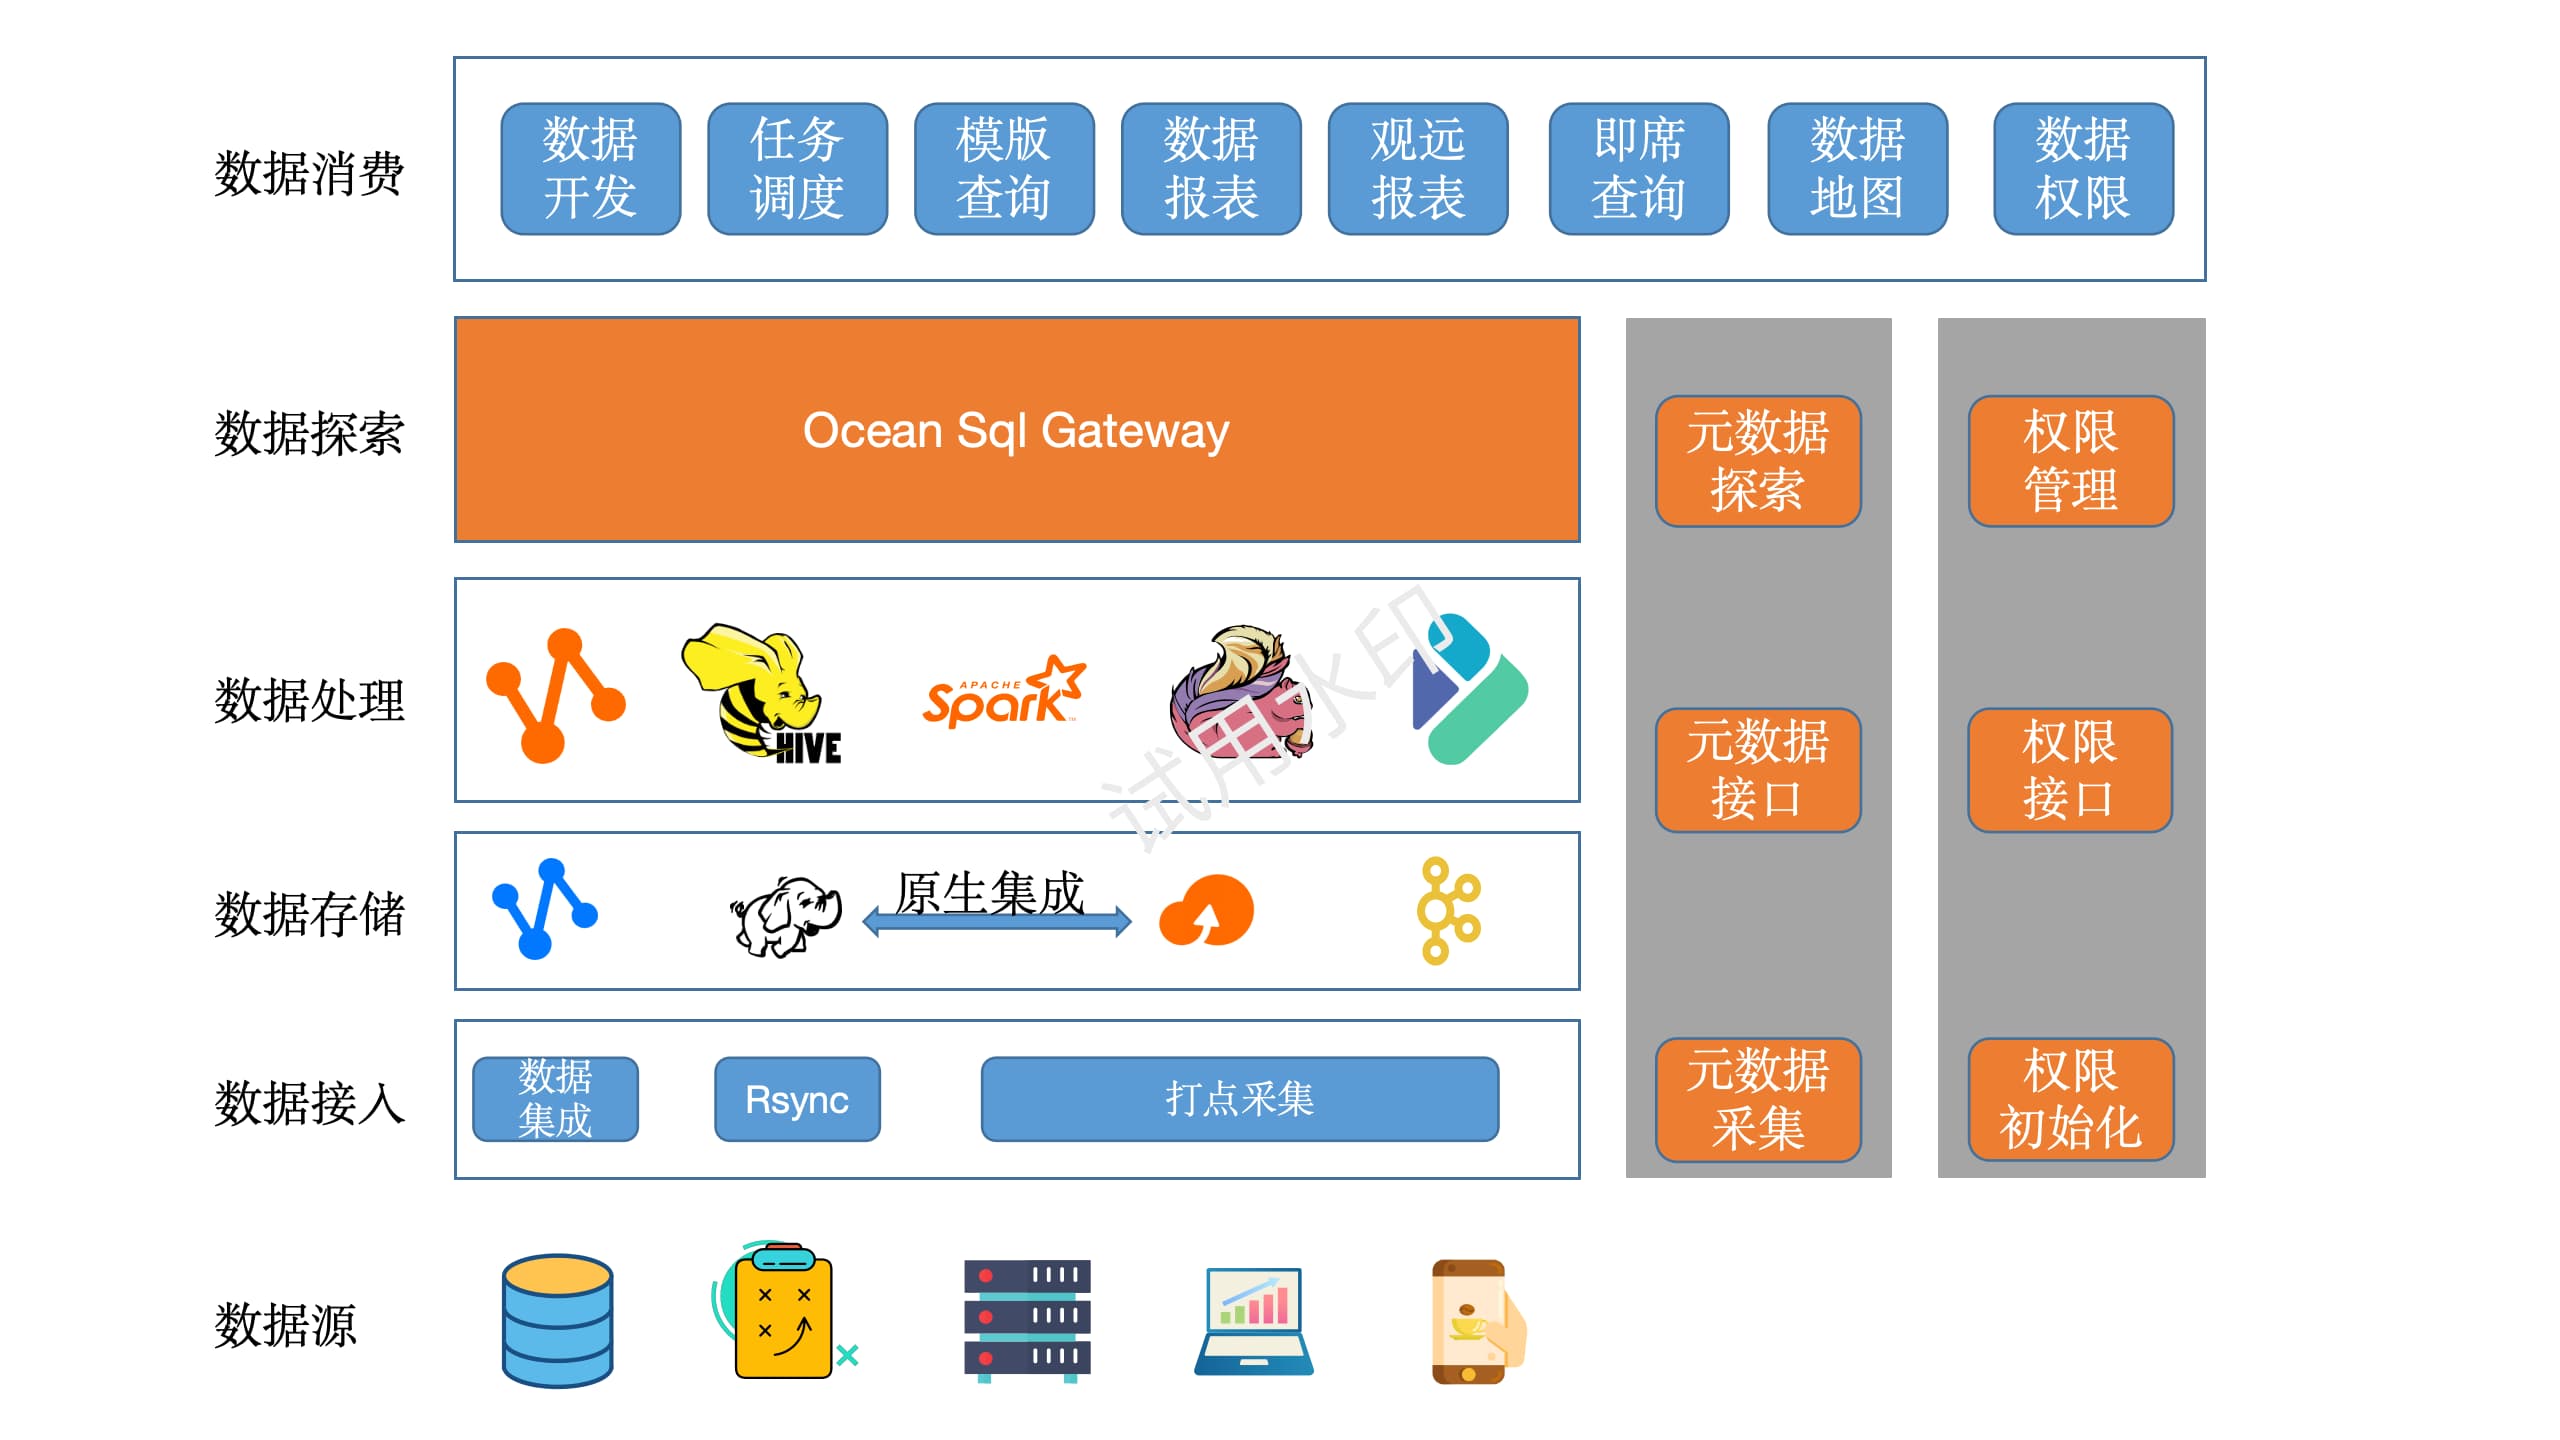 数据消费
数据
开发
任务
调度
模版
查询
数据
报表
观远
报表
即席
查询
数据
地图
数据
权限
数据探索
Ocean Sql Gateway
元数据
探索
权限
管理
数据处理
HIVE
APACHE
Spark
TM
元数据
接口
权限
接口
试用水印
数据存储
原生集成
数据接入
数据
集成
Rsync
打点采集
元数据
采集
权限
初始化
数据源